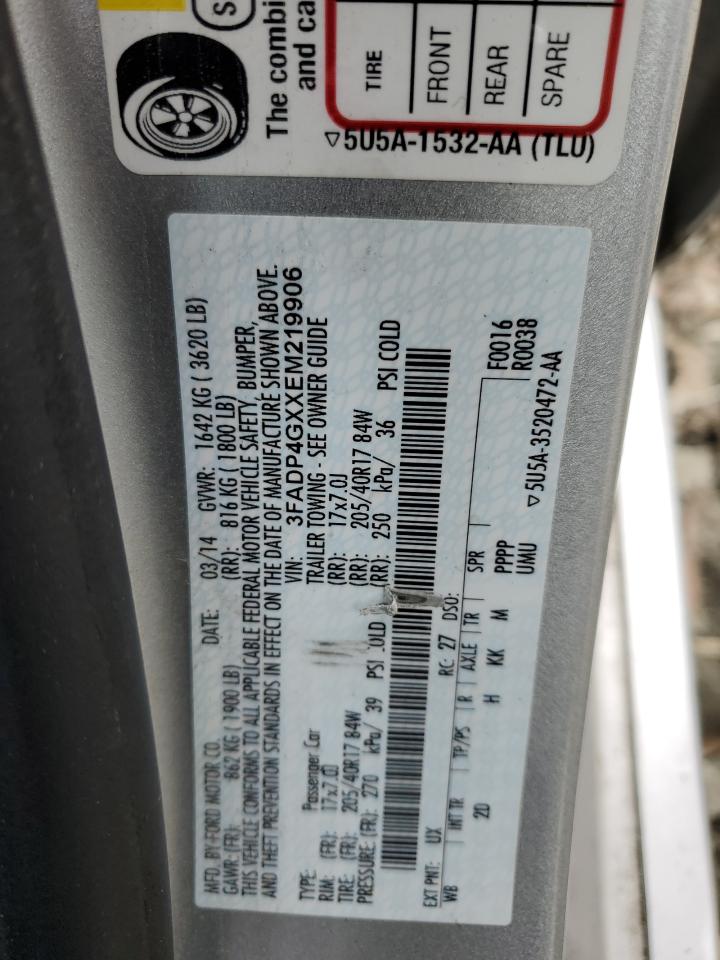 S
The combi
and ca
TIRE
FRONT
REAR
SPARE
▽5U5A-1532-AA (TLU)
MFD. BY-FORD MOTOR CO. DATE: 03/14 GVWR: 1642 KG ( 3620 LB)
GAWR: (FR): 862 KG ( 1900 LB) (RR): 816 KG ( 1800 LB)
THIS VEHICLE CONFORMS TO ALL APPLICABLE FEDERAL MOTOR VEHICLE SAFETY, BUMPER,
AND THEFT PREVENTION STANDARDS IN EFFECT ON THE DATE OF MANUFACTURE SHOWN ABOVE.
VIN: 3FADP4GXXEM219906
TYPE: Passenger Car TRAILER TOWING - SEE OWNER GUIDE
RIM: (FR): 17x7.0J (RR): 17x7.0J
TIRE: (FR): 205/40R17 84W (RR): 205/40R17 84W
PRESSURE (FR): 270 kPa/ 39 PSI COLD (RR): 250 kPa/ 36 PSI COLD
EXT PNT: UX RC: 27 DSO: F0016
WB INT TR TP/PS R AXLE TR SPR R0038
2D H KK M PPPP
UMU
▽5U5A-3520472-AA